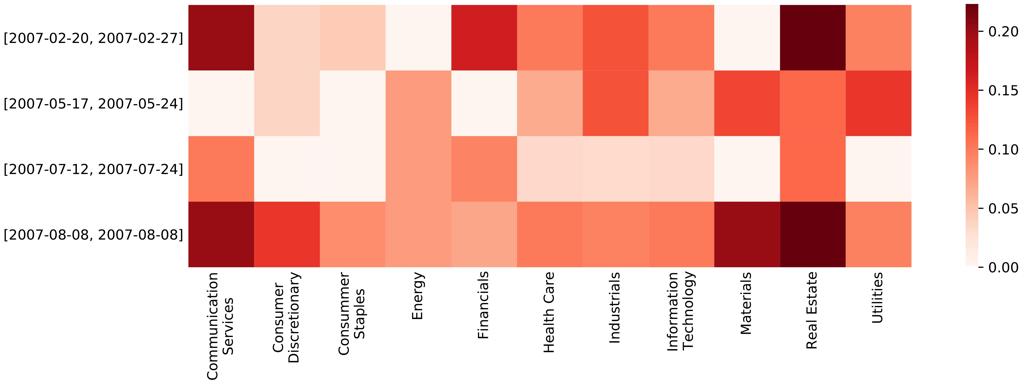 [2007-02-20, 2007-02-27]
[2007-05-17, 2007-05-24]
[2007-07-12, 2007-07-24]
[2007-08-08, 2007-08-08]
Communication
Services
Consumer
Discretionary
Consummer
Staples
Energy
Financials
Health Care
Industrials
Information
Technology
Materials
Real Estate
Utilities
0.20
0.15
0.10
0.05
0.00